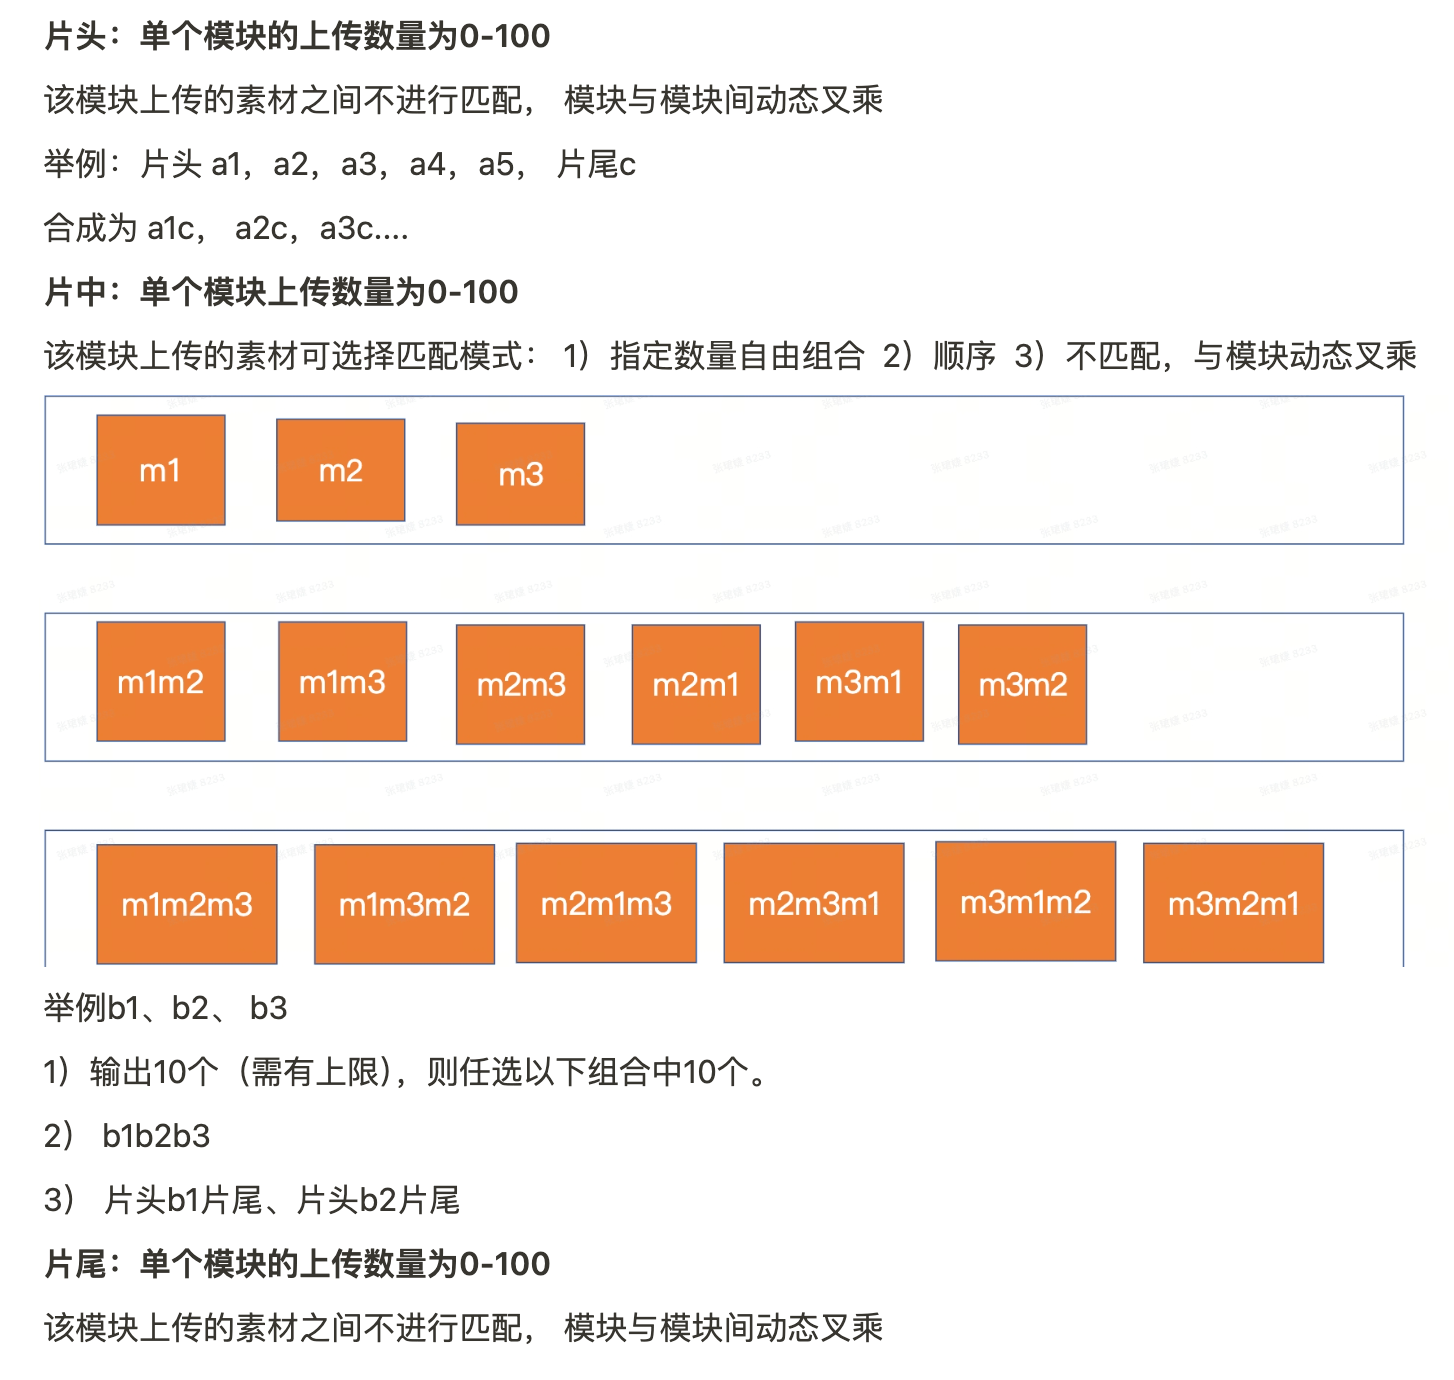 片头：单个模块的上传数量为0-100
该模块上传的素材之间不进行匹配， 模块与模块间动态叉乘
举例：片头 a1，a2，a3，a4，a5， 片尾c
合成为 a1c， a2c，a3c....
片中：单个模块上传数量为0-100
该模块上传的素材可选择匹配模式： 1）指定数量自由组合 2）顺序 3）不匹配，与模块动态叉乘
m1 m2 m3
m1m2 m1m3 m2m3 m2m1 m3m1 m3m2
m1m2m3 m1m3m2 m2m1m3 m2m3m1 m3m1m2 m3m2m1
举例b1、b2、 b3
1）输出10个（需有上限），则任选以下组合中10个。
2） b1b2b3
3） 片头b1片尾、片头b2片尾
片尾：单个模块的上传数量为0-100
该模块上传的素材之间不进行匹配， 模块与模块间动态叉乘